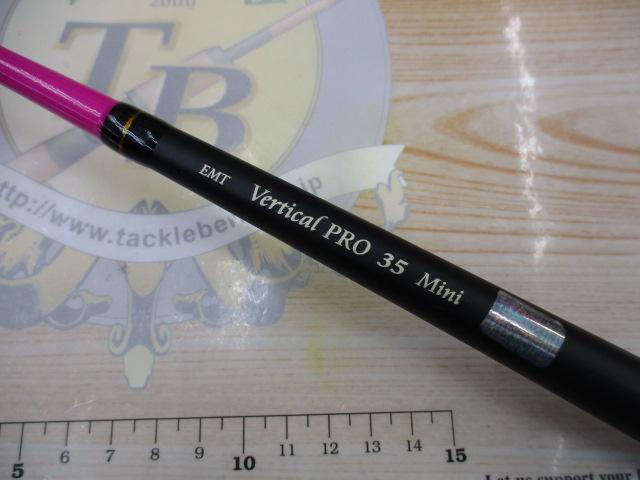 2000
TB
http://www.tackleber
jp
EMT Vertical PRO 35 Mini
5 6 7 8 9 10 11 12 13 14 15
Let us support your